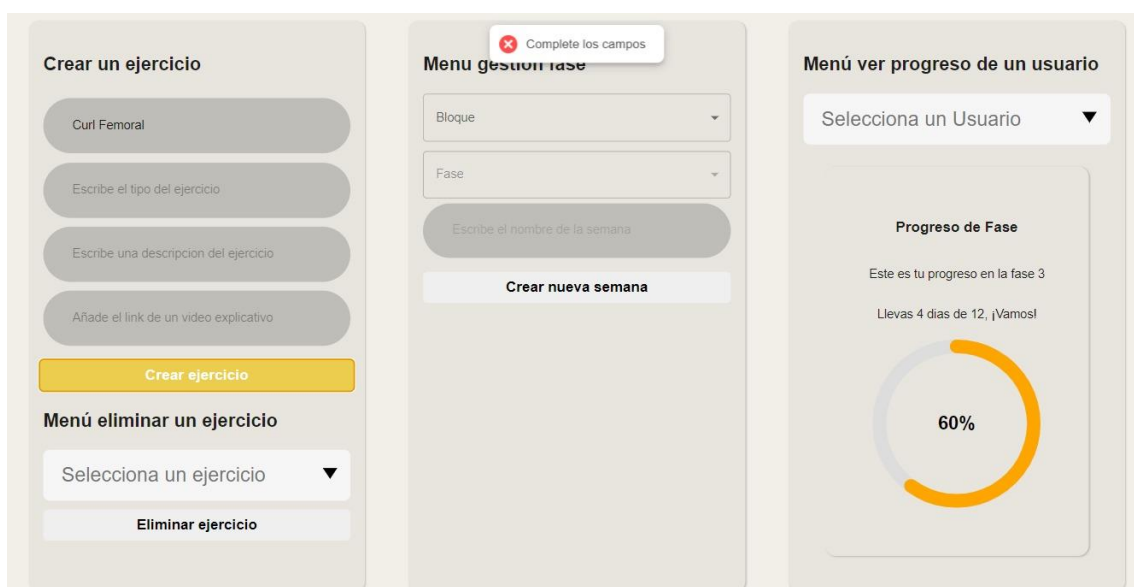 Crear un ejercicio
Curl Femoral
Escribe el tipo del ejercicio
Escribe una descripcion del ejercicio
Añade el link de un video explicativo
Crear ejercicio
Menú eliminar un ejercicio
Selecciona un ejercicio
Eliminar ejercicio
Complete los campos
Menu gestion fase
Bloque
Fase
Escribe el nombre de la semana
Crear nueva semana
Menú ver progreso de un usuario
Selecciona un Usuario
Progreso de Fase
Este es tu progreso en la fase 3
Llevas 4 dias de 12, ¡Vamos!
60%